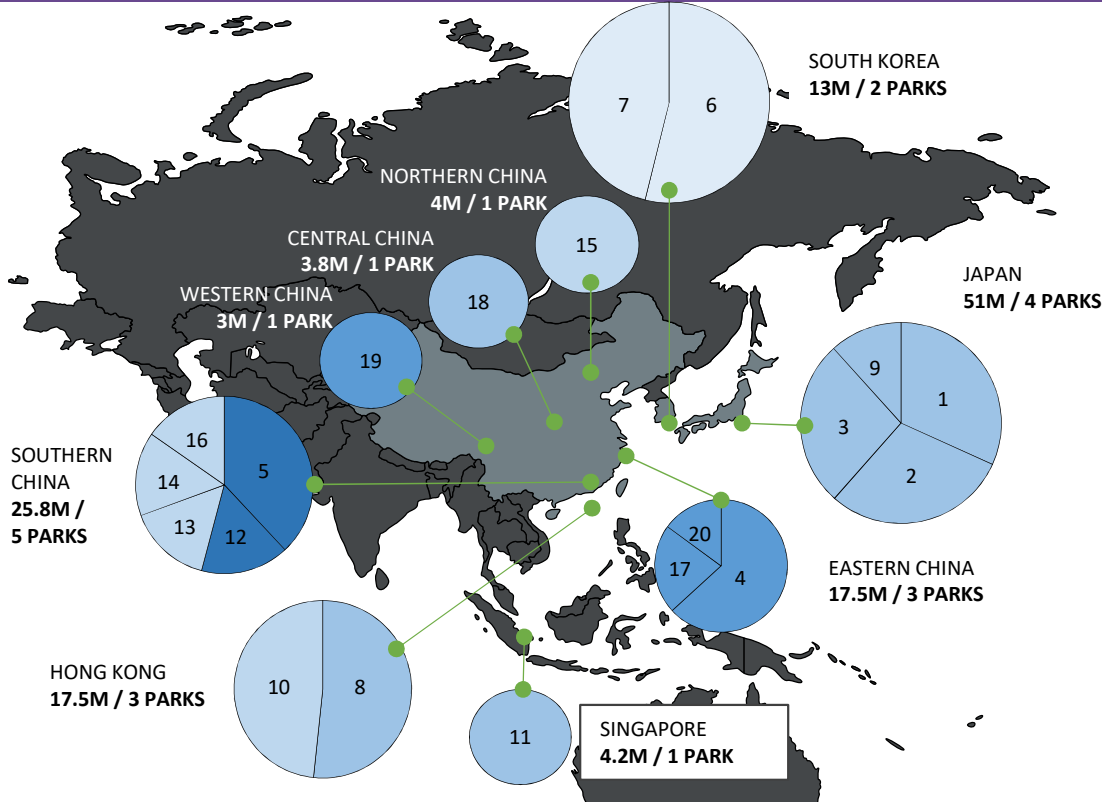 SOUTH KOREA
13M / 2 PARKS
7
6
NORTHERN CHINA
4M / 1 PARK
15
CENTRAL CHINA
3.8M / 1 PARK
18
JAPAN
51M / 4 PARKS
WESTERN CHINA
3M / 1 PARK
19
9
1
3
2
SOUTHERN
CHINA
25.8M /
5 PARKS
16
5
14
13
12
20
17
4
EASTERN CHINA
17.5M / 3 PARKS
HONG KONG
17.5M / 3 PARKS
10
8
11
SINGAPORE
4.2M / 1 PARK